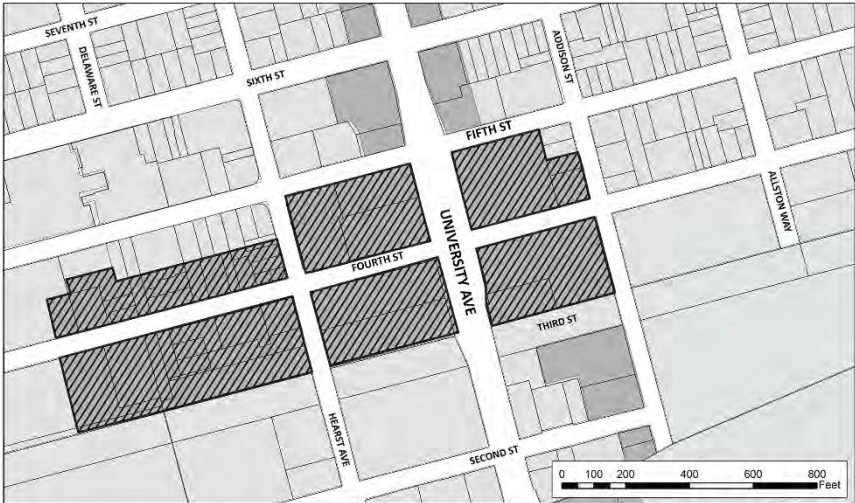 SEVENTH ST
DELAWARE ST
SIXTH ST
ADDISON ST
FIFTH ST
ALLSTON WAY
UNIVERSITY AVE
FOURTH ST
THIRD ST
HEARST AVE
SECOND ST
0 100 200 400 600 800
Feet